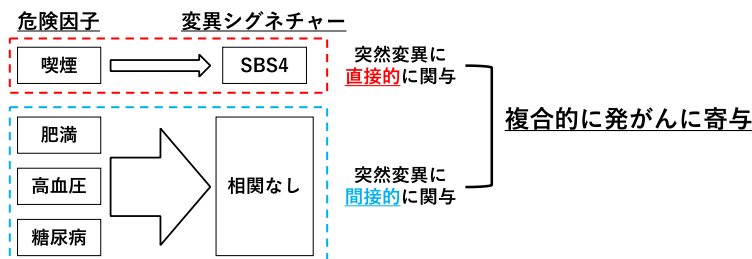 危険因子
変異シグネチャー
喫煙
SBS4
突然変異に
直接的に関与
肥満
高血圧
糖尿病
相関なし
突然変異に
間接的に関与
複合的に発がんに寄与